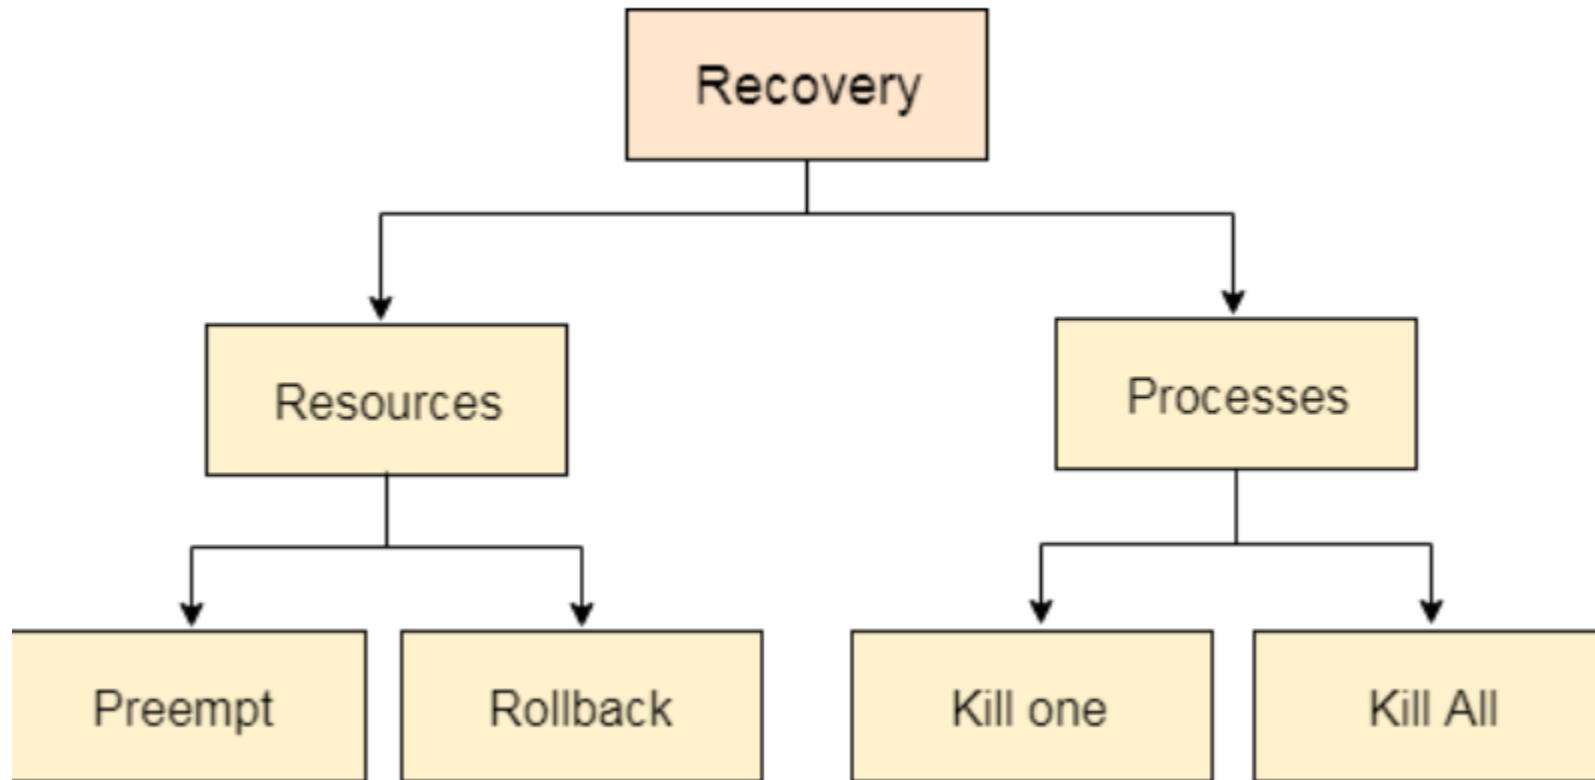 Recovery
Resources
Processes
Preempt
Rollback
Kill one
Kill All